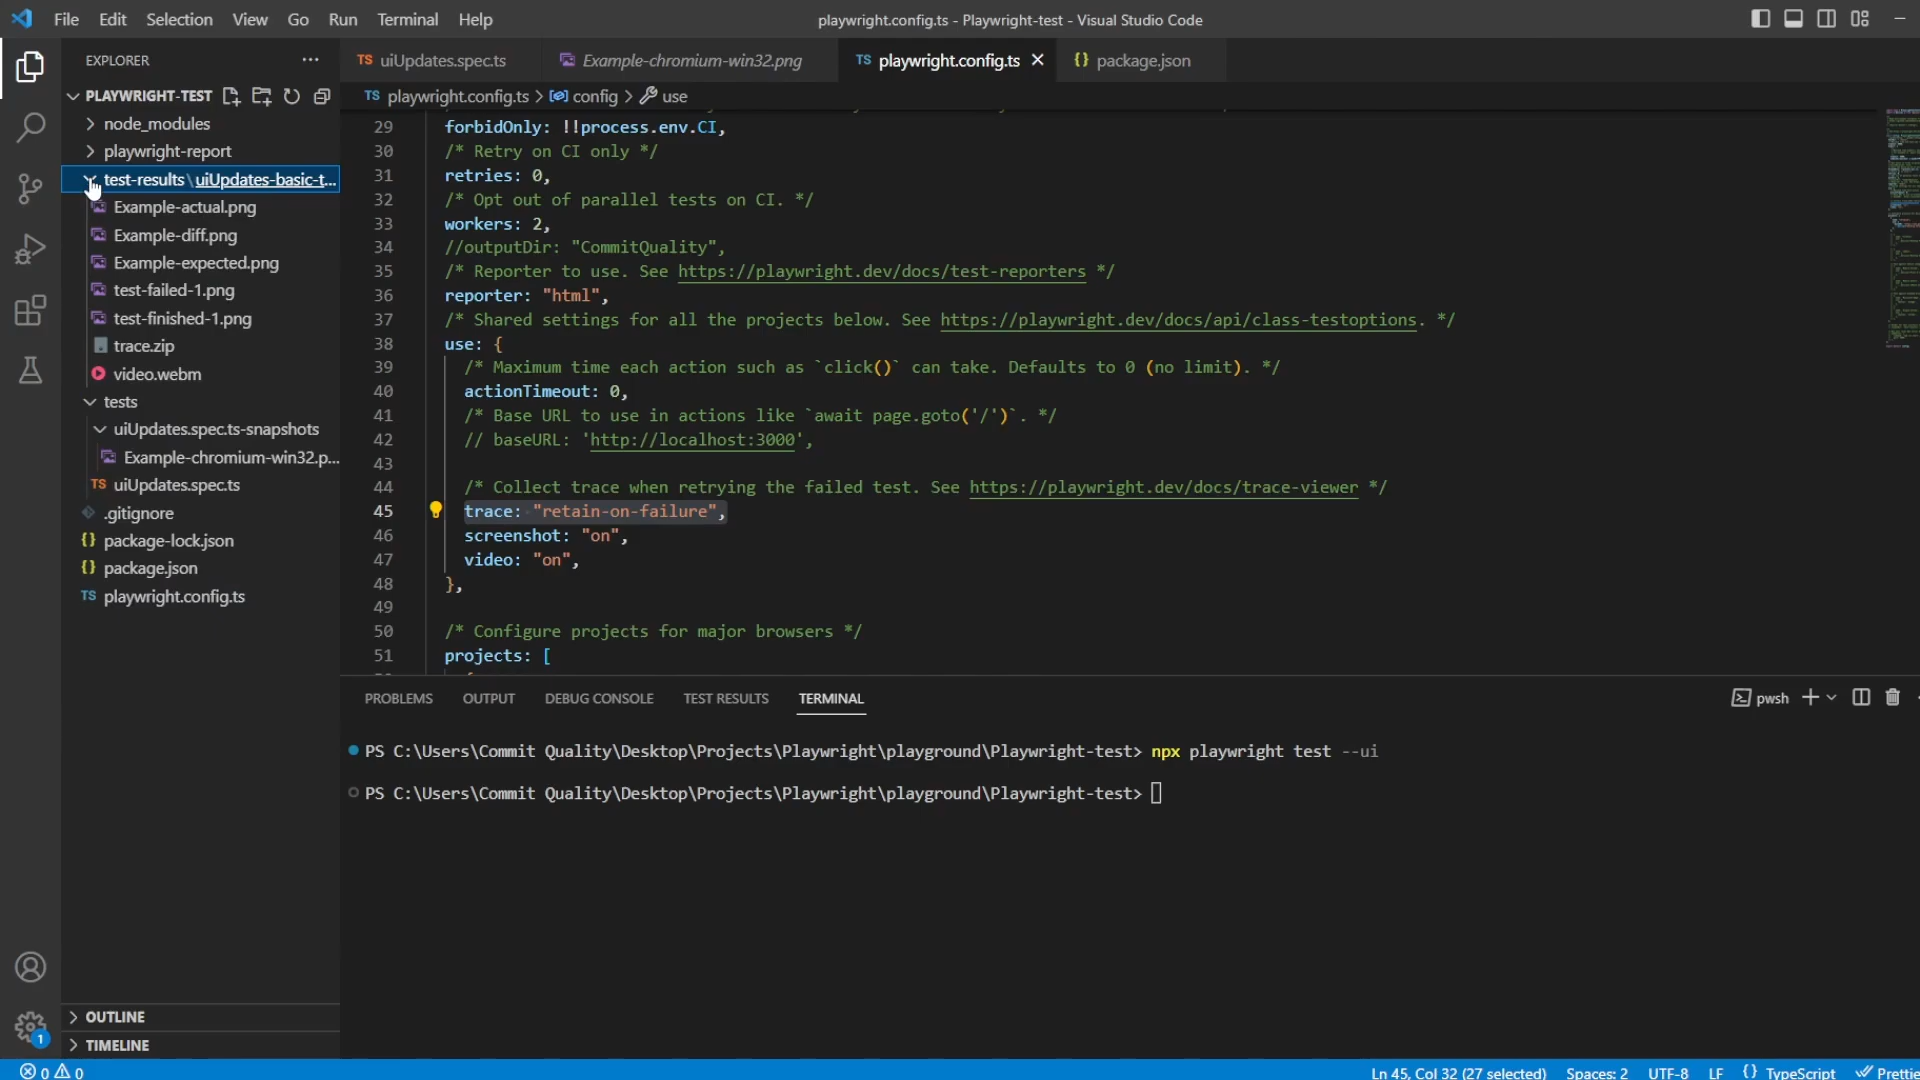 File Edit Selection View Go Run Terminal Help
playwright.config.ts - Playwright-test - Visual Studio Code
EXPLORER
PLAYWRIGHT-TEST
node_modules
playwright-report
test-results\uiUpdates-basic-t...
Example-actual.png
Example-diff.png
Example-expected.png
test-failed-1.png
test-finished-1.png
trace.zip
video.webm
tests
uiUpdates.spec.ts-snapshots
Example-chromium-win32.p...
TS uiUpdates.spec.ts
.gitignore
{} package-lock.json
{} package.json
TS playwright.config.ts
OUTLINE
TIMELINE
1
TS uiUpdates.spec.ts
Example-chromium-win32.png
TS playwright.config.ts
{} package.json
TS playwright.config.ts > config > use
29 forbidOnly: !!process.env.CI,
30 /* Retry on CI only */
31 retries: 0,
32 /* Opt out of parallel tests on CI. */
33 workers: 2,
34 //outputDir: "CommitQuality",
35 /* Reporter to use. See https://playwright.dev/docs/test-reporters */
36 reporter: "html",
37 /* Shared settings for all the projects below. See https://playwright.dev/docs/api/class-testoptions. */
38 use: {
39 /* Maximum time each action such as `click()` can take. Defaults to 0 (no limit). */
40 actionTimeout: 0,
41 /* Base URL to use in actions like `await page.goto('/')`. */
42 // baseURL: 'http://localhost:3000',
43
44 /* Collect trace when retrying the failed test. See https://playwright.dev/docs/trace-viewer */
45 trace: "retain-on-failure",
46 screenshot: "on",
47 video: "on",
48 },
49
50 /* Configure projects for major browsers */
51 projects: [
PROBLEMS OUTPUT DEBUG CONSOLE TEST RESULTS TERMINAL
pwsh
PS C:\Users\Commit Quality\Desktop\Projects\Playwright\playground\Playwright-test> npx playwright test --ui
PS C:\Users\Commit Quality\Desktop\Projects\Playwright\playground\Playwright-test>
0 0
Ln 45, Col 32 (27 selected) Spaces: 2 UTF-8 LF {} TypeScript Prettie